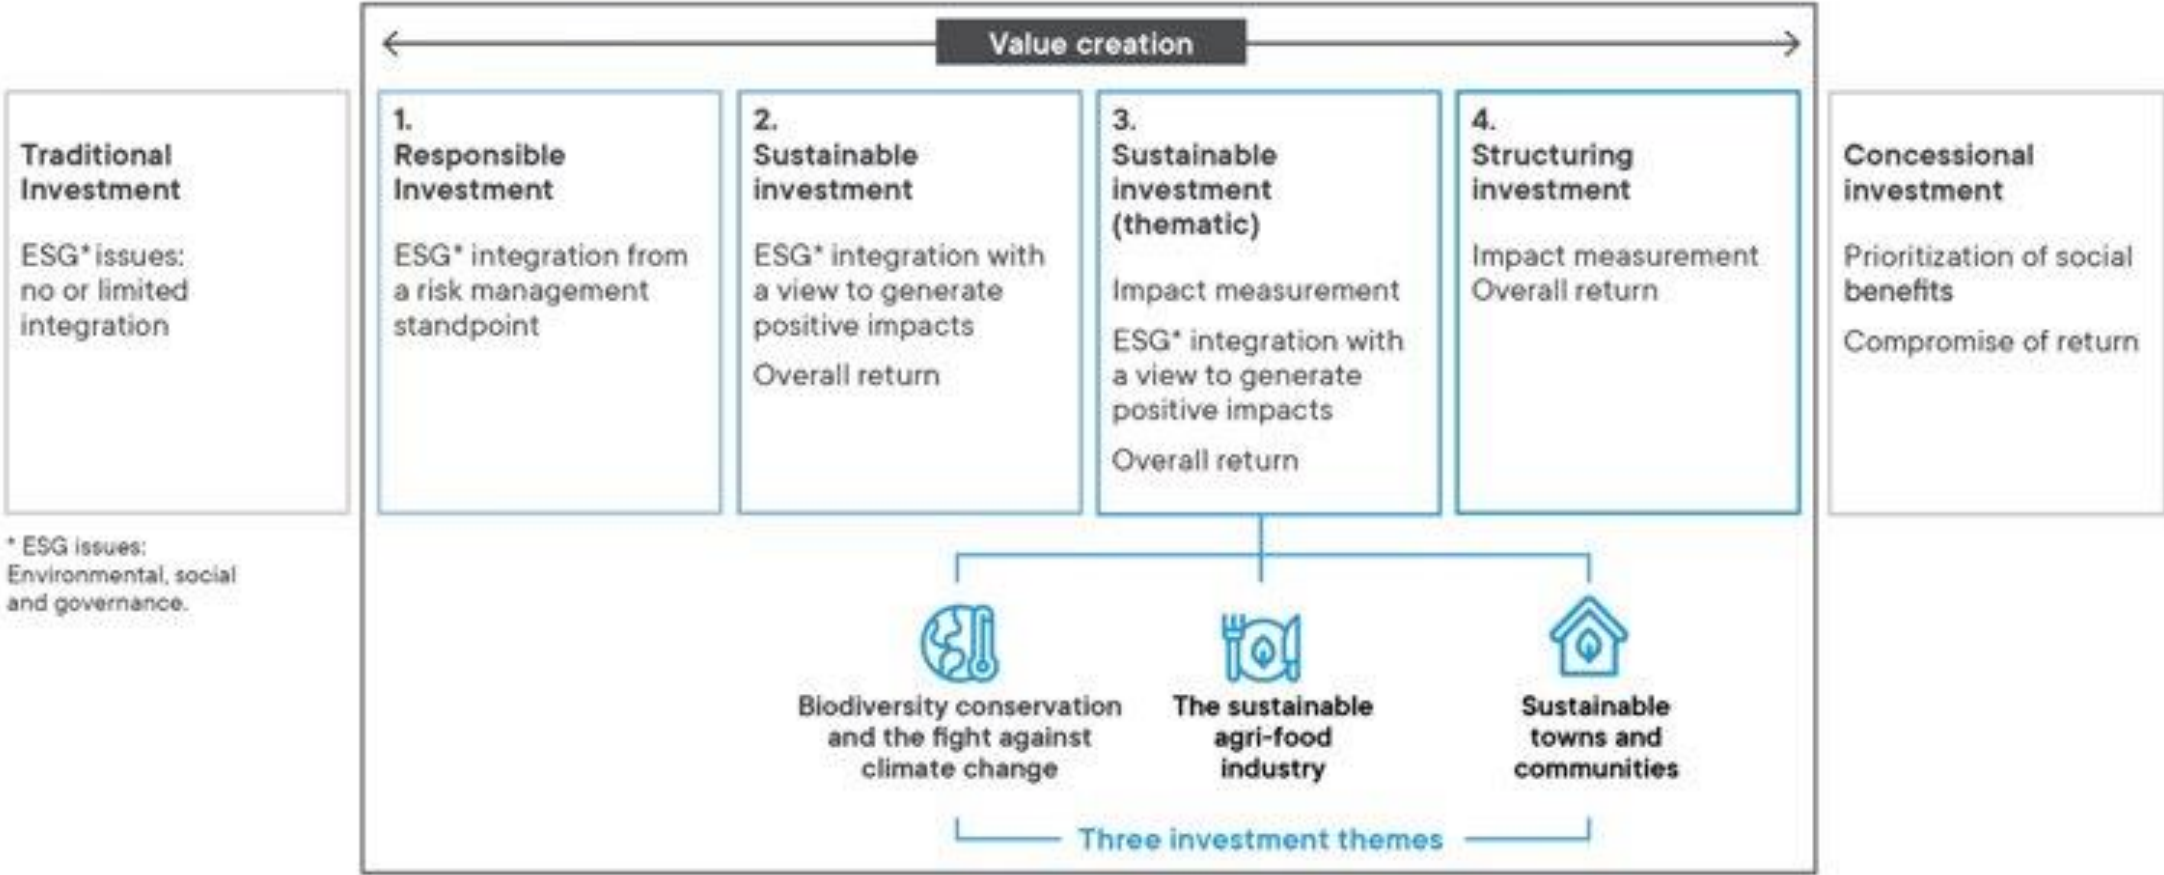 Value creation
Traditional
Investment
ESG* issues:
no or limited
integration
* ESG issues:
Environmental, social
and governance.
1.
Responsible
Investment
ESG* integration from
a risk management
standpoint
2.
Sustainable
investment
ESG* integration with
a view to generate
positive impacts
Overall return
3.
Sustainable
investment
(thematic)
Impact measurement
ESG* integration with
a view to generate
positive impacts
Overall return
4.
Structuring
investment
Impact measurement
Overall return
Concessional
investment
Prioritization of social
benefits
Compromise of return
Biodiversity conservation
and the fight against
climate change
The sustainable
agri-food
industry
Sustainable
towns and
communities
Three investment themes